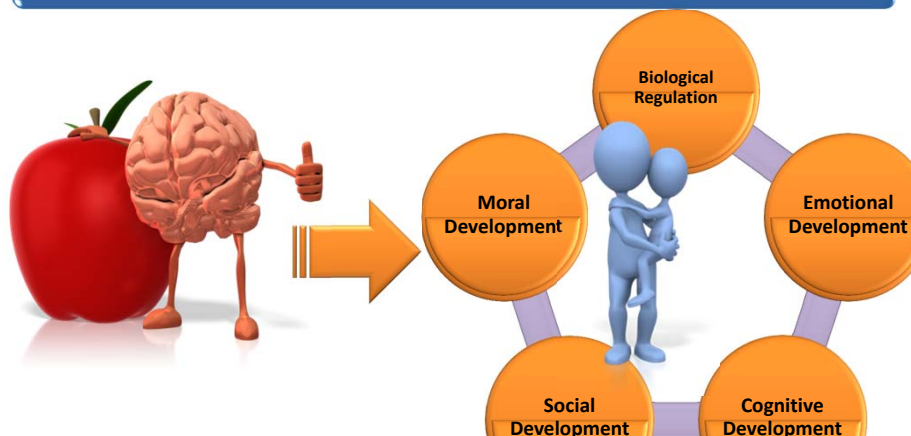 Biological
Regulation
Moral
Development
Emotional
Development
Social
Development
Cognitive
Development